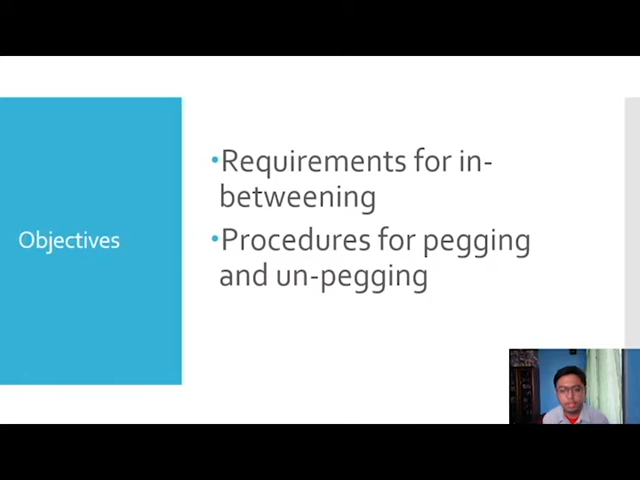 Objectives
•Requirements for in-
betweening
•Procedures for pegging
and un-pegging